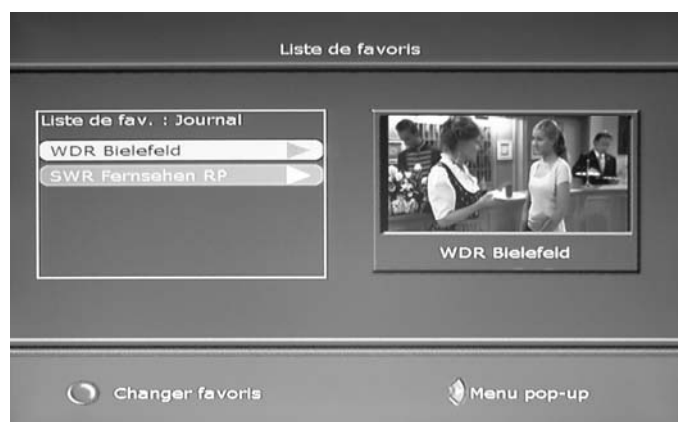 Liste de favoris
Liste de fav. : Journal
WDR Bielefeld
SWR Fernsehen RP
WDR Bielefeld
Changer favoris
Menu pop-up